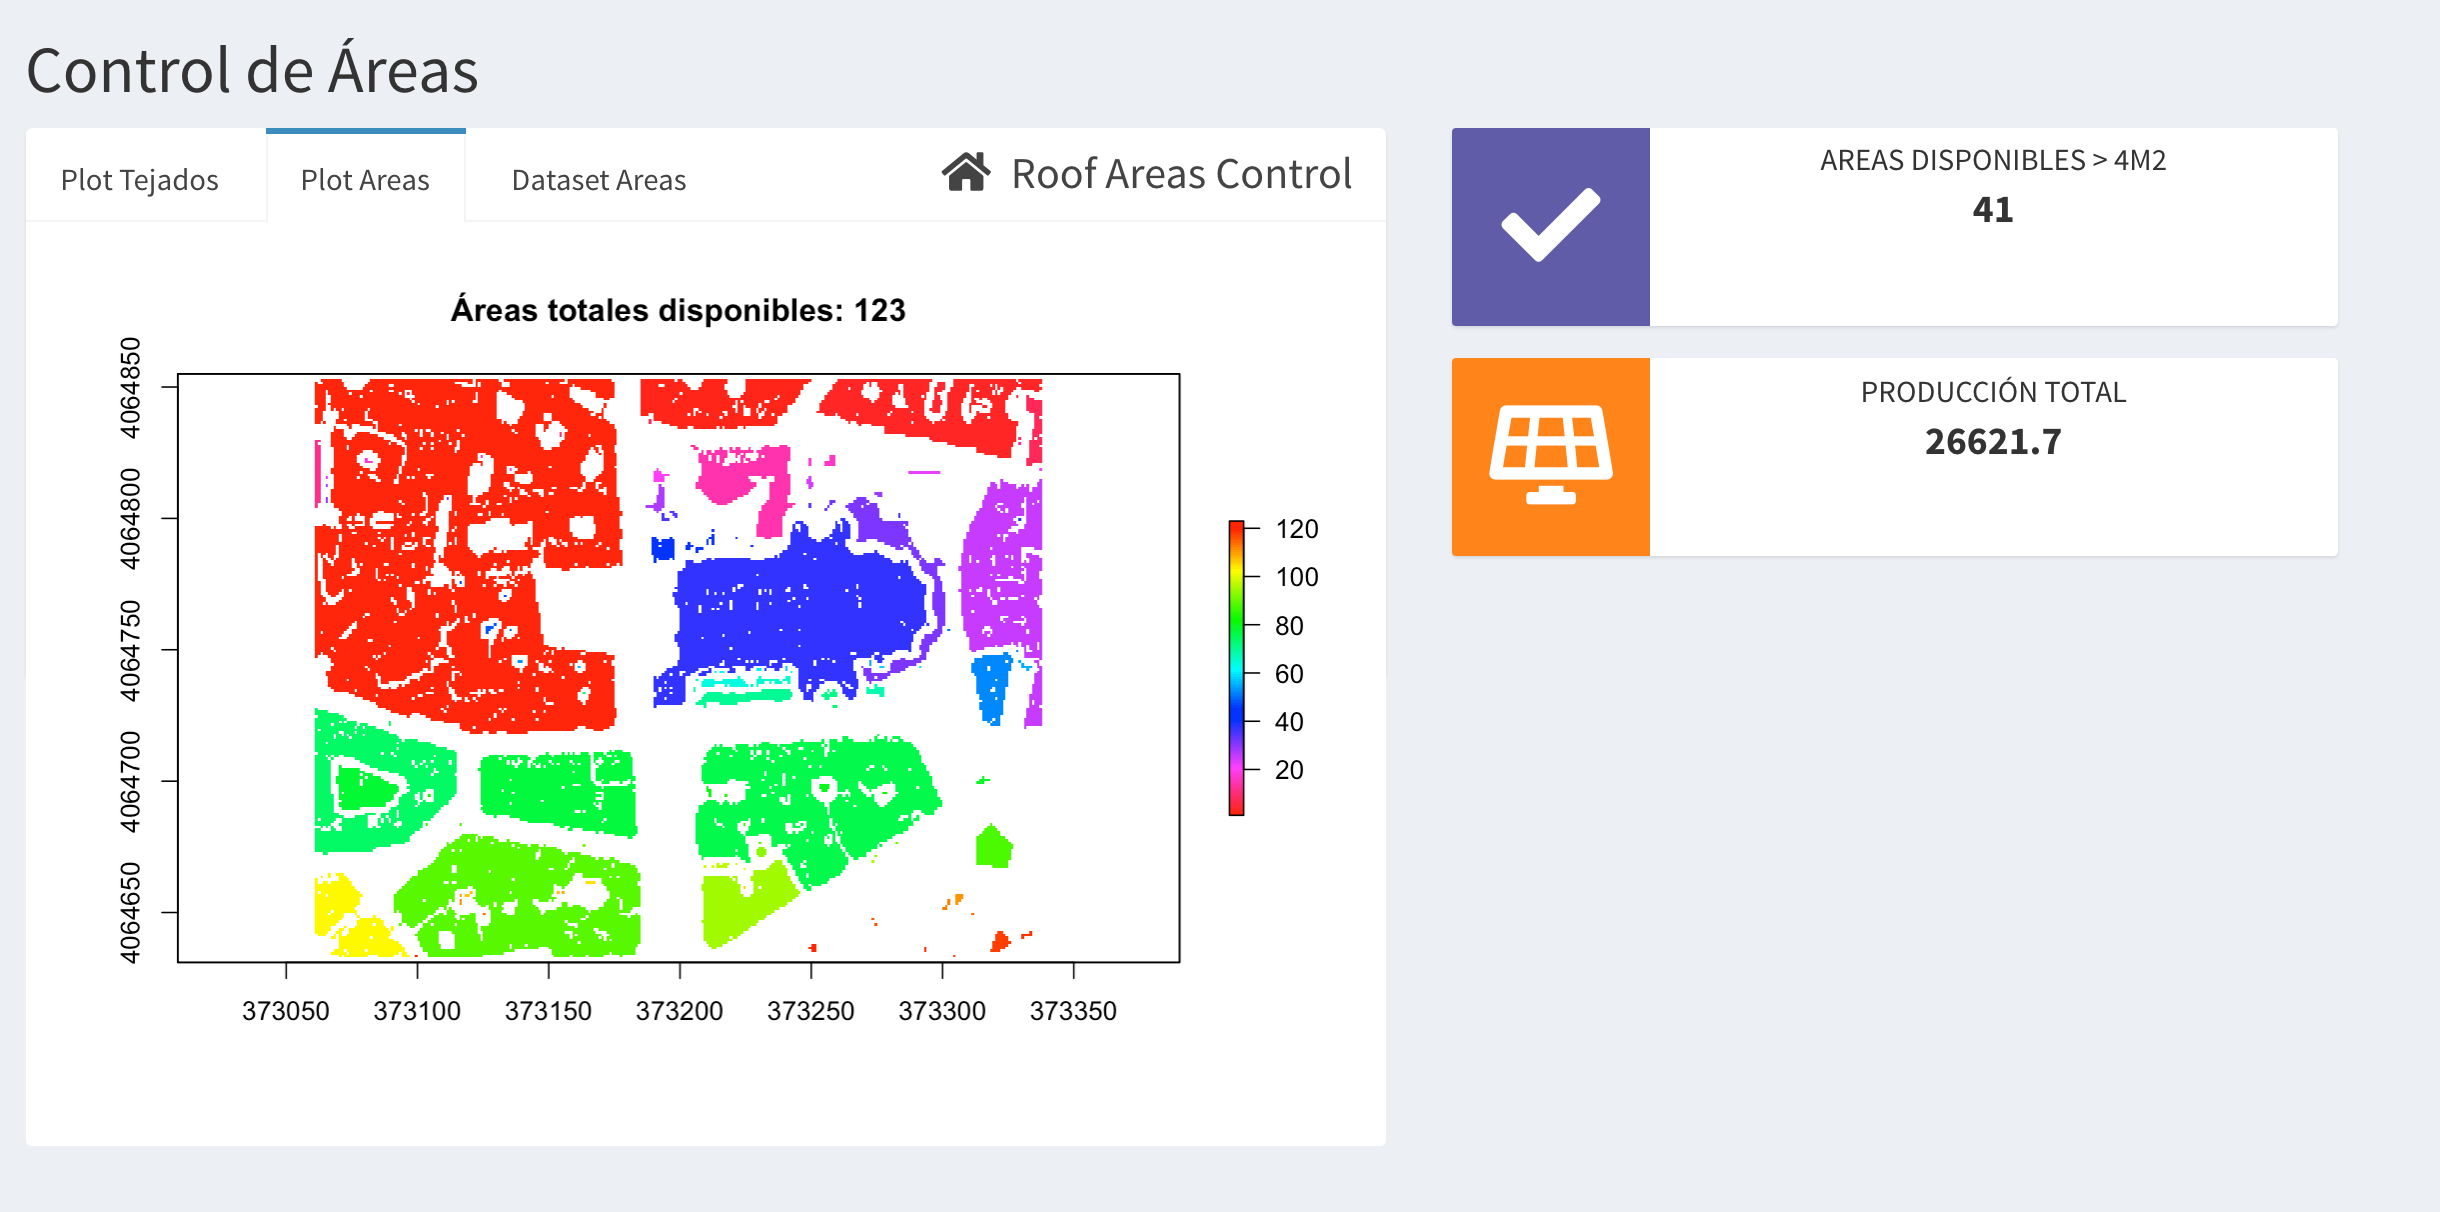 Control de Áreas
Plot Tejados
Plot Areas
Dataset Areas
Roof Areas Control
AREAS DISPONIBLES > 4M2
41
PRODUCCIÓN TOTAL
26621.7
Áreas totales disponibles: 123
4064850
4064800
4064750
4064700
4064650
373050 373100 373150 373200 373250 373300 373350
120
100
80
60
40
20